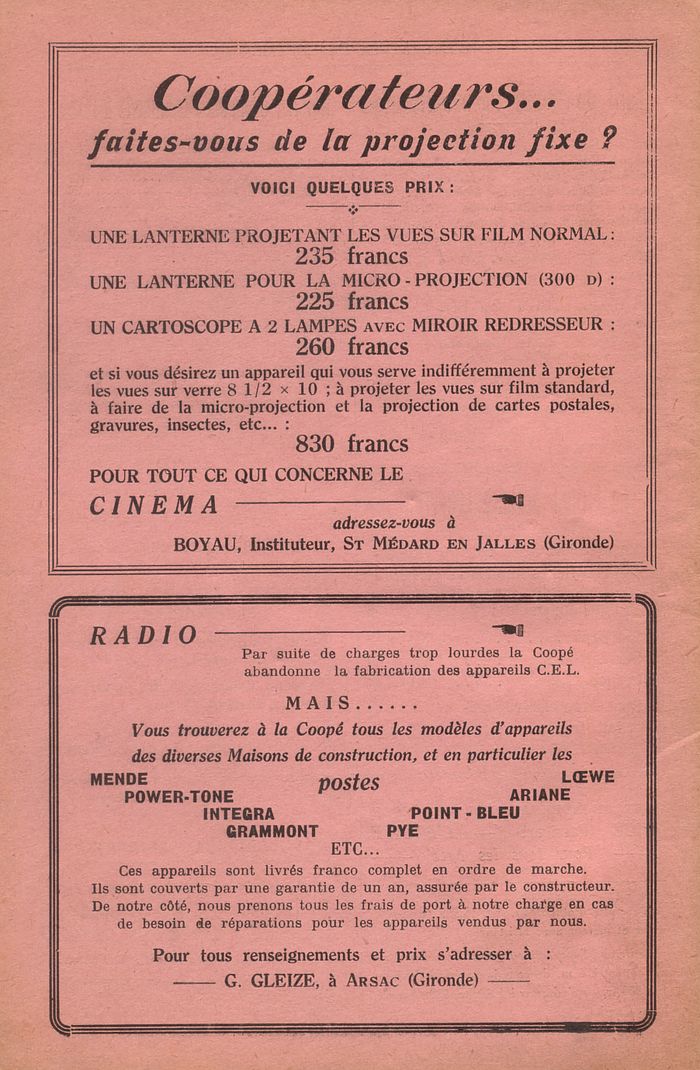 Coopérateurs...
faites-vous de la projection fixe ?
VOICI QUELQUES PRIX :
UNE LANTERNE PROJETANT LES VUES SUR FILM NORMAL :
235 francs
UNE LANTERNE POUR LA MICRO-PROJECTION (300 D) :
225 francs
UN CARTOSCOPE A 2 LAMPES AVEC MIROIR REDRESSEUR :
260 francs
et si vous désirez un appareil qui vous serve indifféremment à projeter
les vues sur verre 8 1/2 × 10 ; à projeter les vues sur film standard,
à faire de la micro-projection et la projection de cartes postales,
gravures, insectes, etc... :
830 francs
POUR TOUT CE QUI CONCERNE LE
CINEMA
adressez-vous à
BOYAU, Instituteur, ST MÉDARD EN JALLES (Gironde)
RADIO
Par suite de charges trop lourdes la Coopé
abandonne la fabrication des appareils C.E.L.
MAIS......
Vous trouverez à la Coopé tous les modèles d'appareils
des diverses Maisons de construction, et en particulier les
MENDE postes LŒWE
POWER-TONE ARIANE
INTEGRA POINT-BLEU
GRAMMONT PYE
ETC...
Ces appareils sont livrés franco complet en ordre de marche.
Ils sont couverts par une garantie de un an, assurée par le constructeur.
De notre côté, nous prenons tous les frais de port à notre charge en cas
de besoin de réparations pour les appareils vendus par nous.
Pour tous renseignements et prix s'adresser à :
G. GLEIZE, à ARSAC (Gironde)